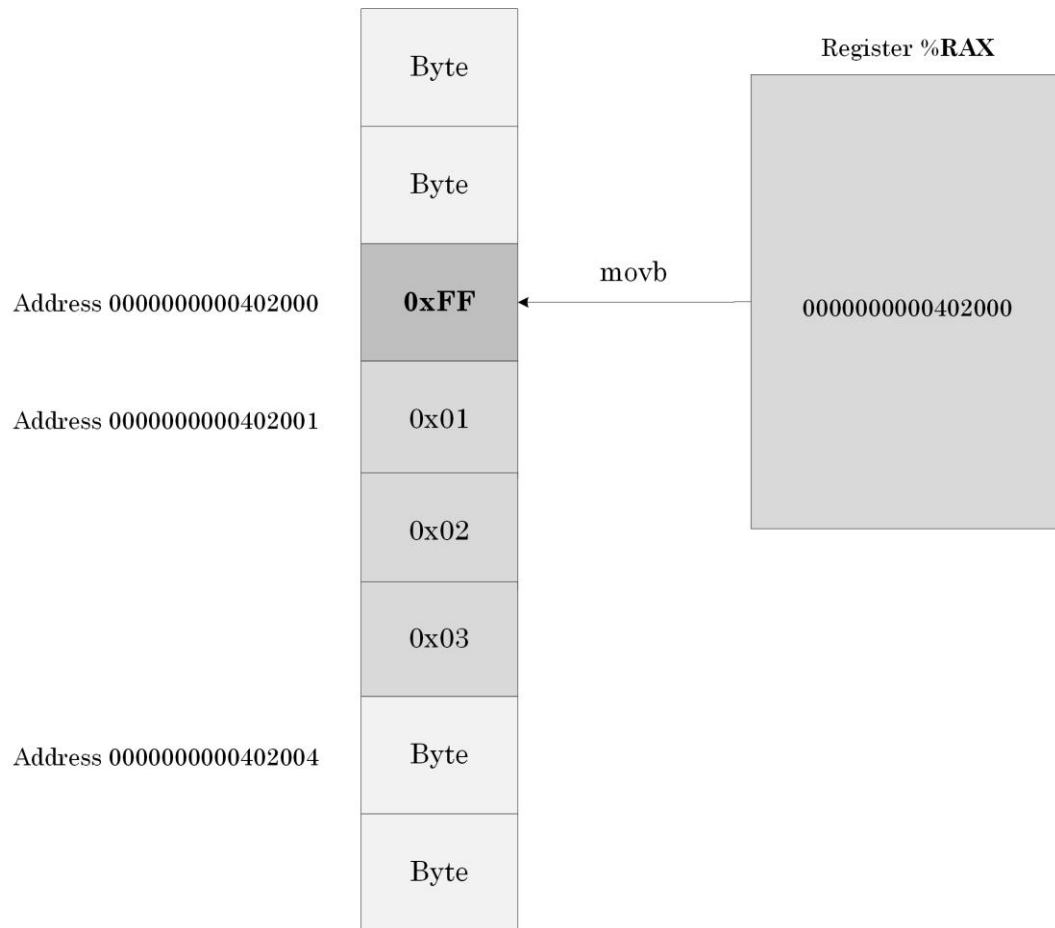 Byte
Register %RAX
Byte
movb
Address 0000000000402000
0xFF
0000000000402000
Address 0000000000402001
0x01
0x02
0x03
Address 0000000000402004
Byte
Byte